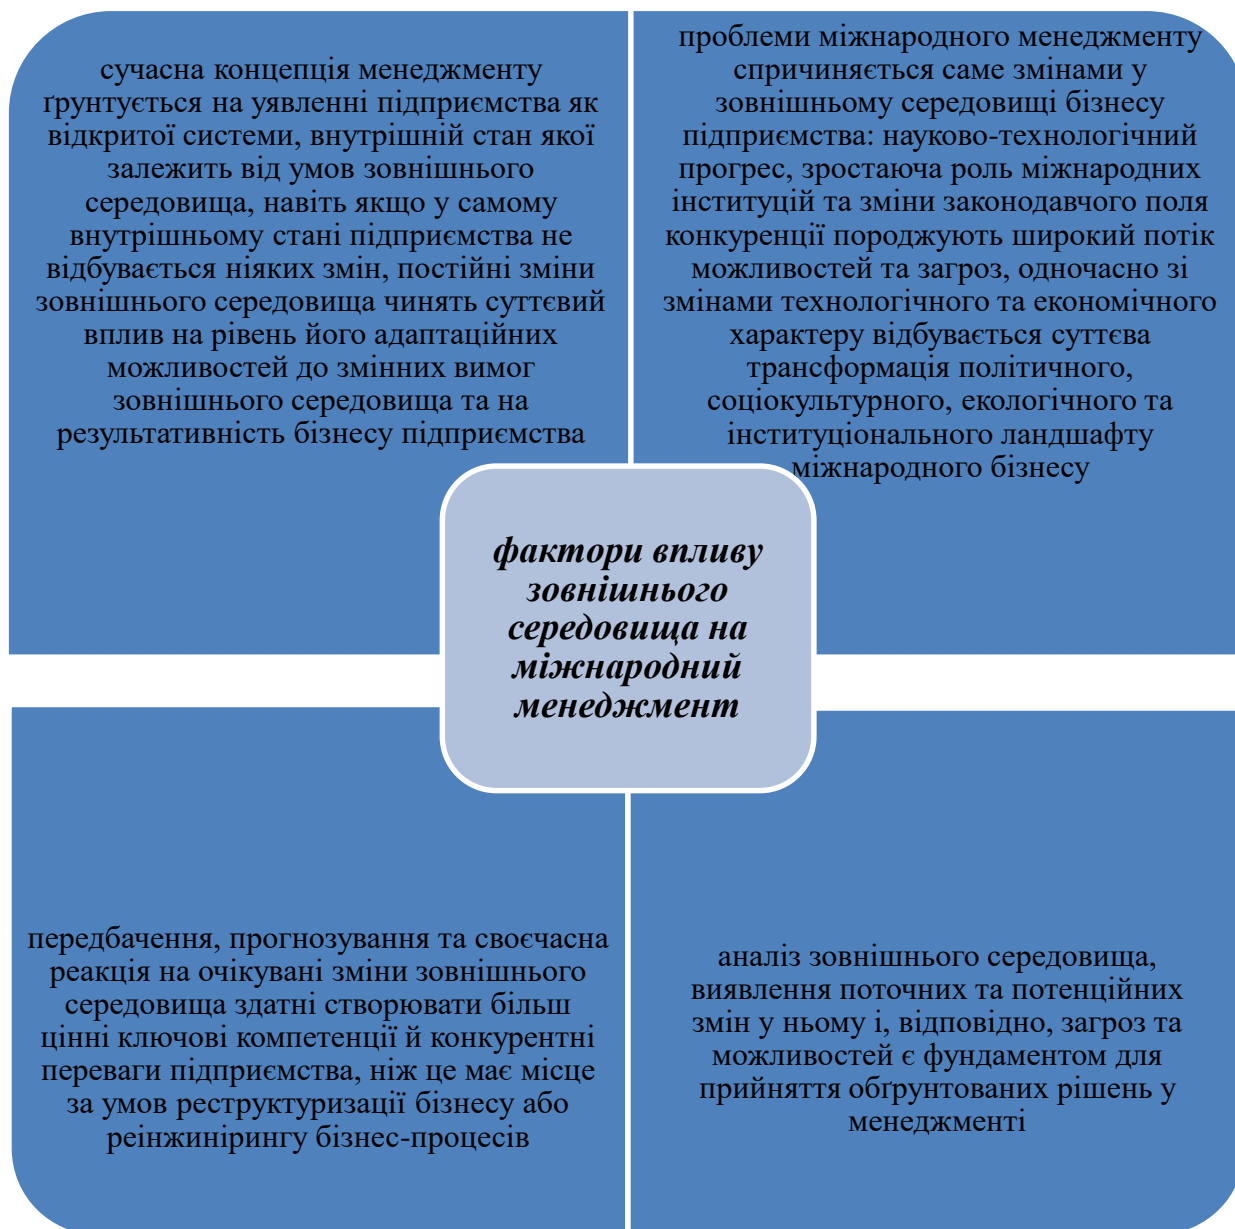 сучасна концепція менеджменту
ґрунтується на уявленні підприємства як
відкритої системи, внутрішній стан якої
залежить від умов зовнішнього
середовища, навіть якщо у самому
внутрішньому стані підприємства не
відбувається ніяких змін, постійні зміни
зовнішнього середовища чинять суттєвий
вплив на рівень його адаптаційних
можливостей до змінних вимог
зовнішнього середовища та на
результативність бізнесу підприємства
проблеми міжнародного менеджменту
спричиняється саме змінами у
зовнішньому середовищі бізнесу
підприємства: науково-технологічний
прогрес, зростаюча роль міжнародних
інституцій та зміни законодавчого поля
конкуренції породжують широкий потік
можливостей та загроз, одночасно зі
змінами технологічного та економічного
характеру відбувається суттєва
трансформація політичного,
соціокультурного, екологічного та
інституціонального ландшафту
міжнародного бізнесу
фактори впливу
зовнішнього
середовища на
міжнародний
менеджмент
передбачення, прогнозування та своєчасна
реакція на очікувані зміни зовнішнього
середовища здатні створювати більш
цінні ключові компетенції й конкурентні
переваги підприємства, ніж це має місце
за умов реструктуризації бізнесу або
реінжинірингу бізнес-процесів
аналіз зовнішнього середовища,
виявлення поточних та потенційних
змін у ньому і, відповідно, загроз та
можливостей є фундаментом для
прийняття обґрунтованих рішень у
менеджменті